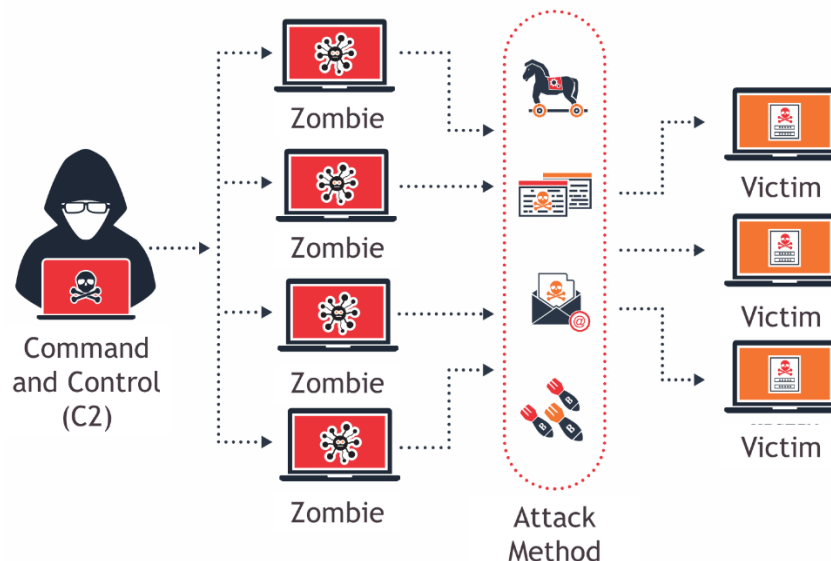 Command
and Control
(C2)
Zombie
Zombie
Zombie
Zombie
@
B
B
B
Attack
Method
Victim
Victim
Victim